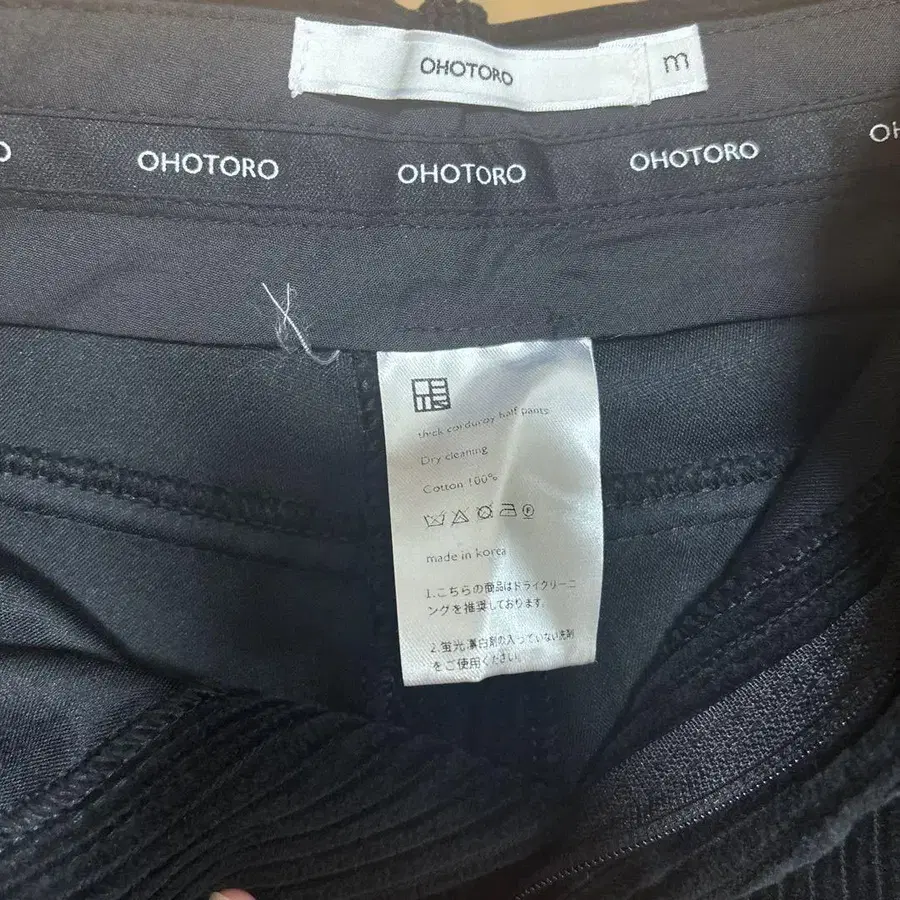 OHOTORO
m
OHOTORO
OHOTORO
OHOTORO
OH
thick corduroy half pants
Dry cleaning
Cotton 100%
F
made in korea
1.こちらの商品はドライクリーニ
ングを推奨しております.
2.蛍光漂白剤の入っていない洗剤
をご使用ください.